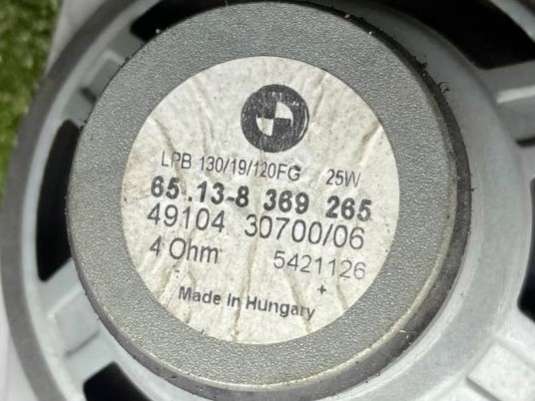 LPB 130/19/120FG 25W
65.13-8 369 265
49104 30700/06
4 Ohm 5421126
+
Made in Hungary